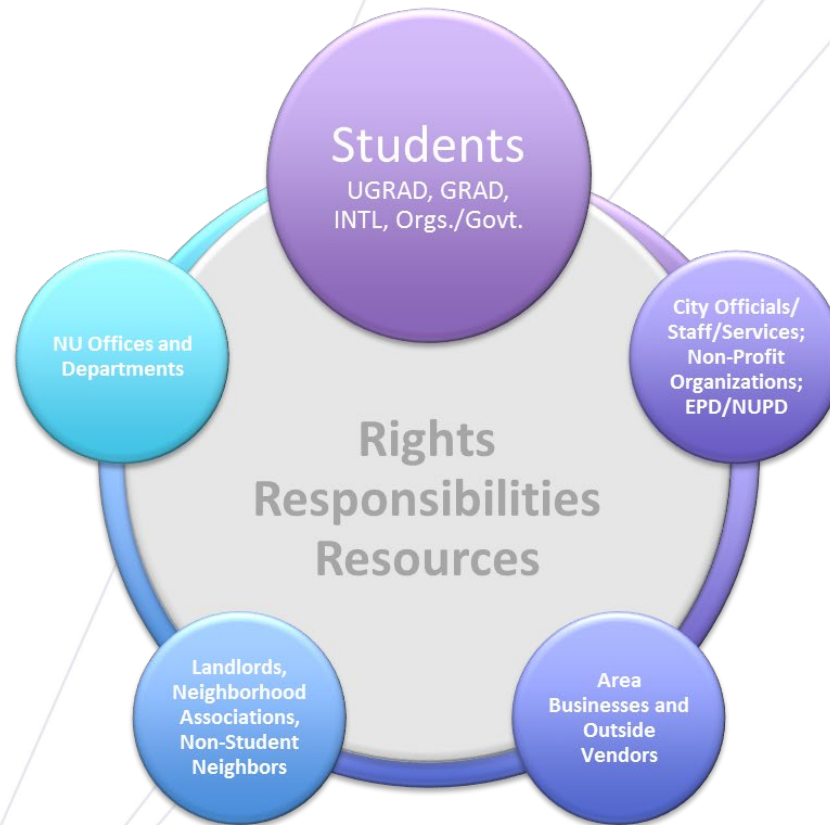 Students
UGRAD, GRAD,
INTL, Orgs./Govt.
NU Offices and
Departments
City Officials/
Staff/Services;
Non-Profit
Organizations;
EPD/NUPD
Rights
Responsibilities
Resources
Landlords,
Neighborhood
Associations,
Non-Student
Neighbors
Area
Businesses and
Outside
Vendors